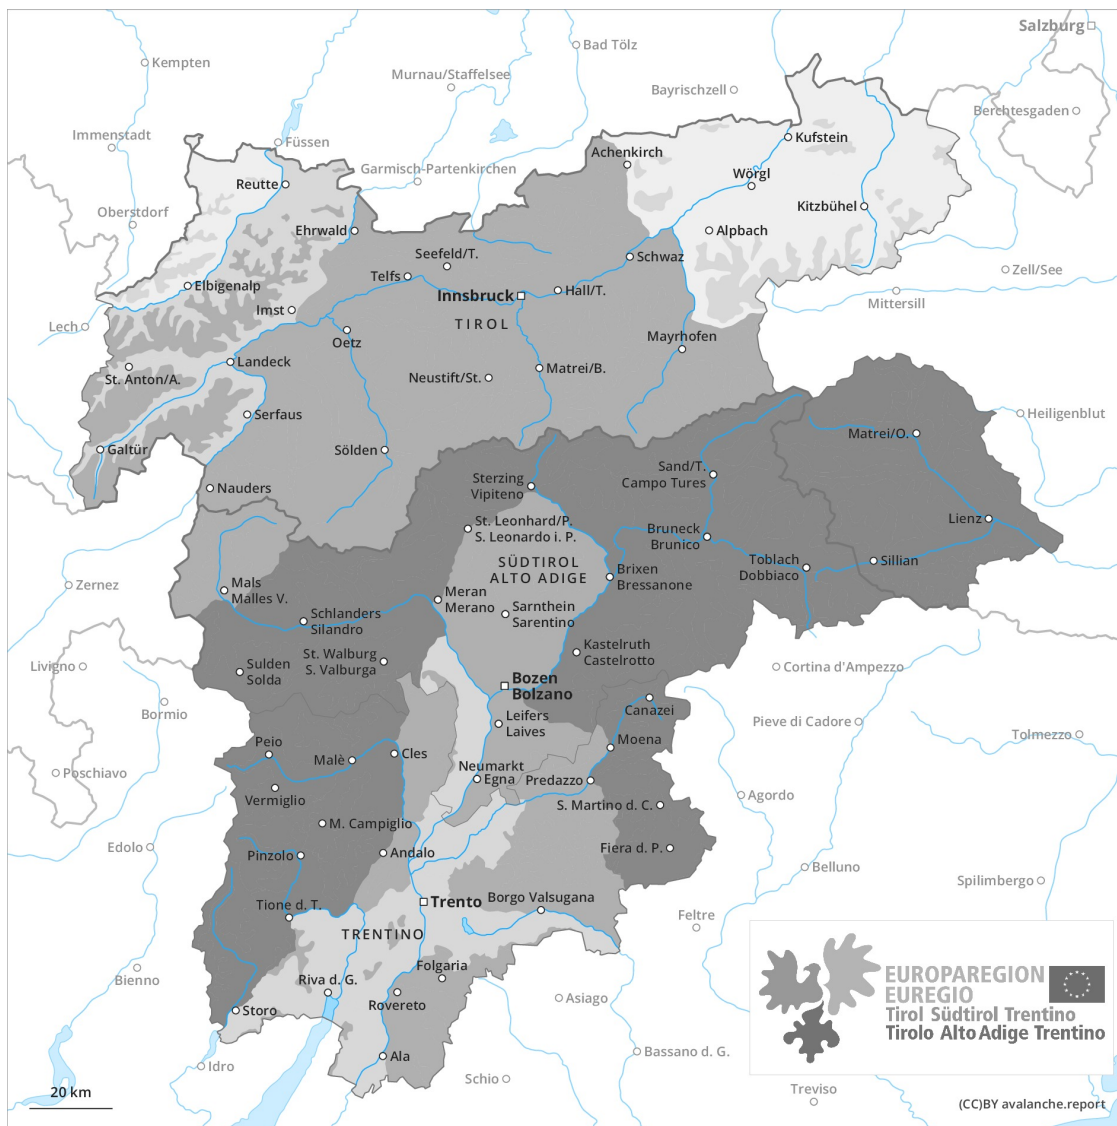 Salzburg
Bad Tölz
Kempten
Murnau/Staffelsee
Bayrischzell
Berchtesgaden
Immenstadt
Füssen
Kufstein
Achenkirch
Garmisch-Partenkirchen
Wörgl
Reutte
Oberstdorf
Kitzbühel
Ehrwald
Alpbach
Seefeld/T.
Schwaz
Telfs
Zell/See
Elbigenalp
Innsbruck
Hall/T.
Mittersill
Imst
Lech
TIROL
Oetz
Mayrhofen
Landeck
St. Anton/A.
Neustift/St.
Matrei/B.
Serfaus
Heiligenblut
Matrei/O.
Galtür
Sölden
Sand/T.
Campo Tures
Sterzing
Vipiteno
Nauders
Lienz
St. Leonhard/P.
S. Leonardo i. P.
Bruneck
Brunico
SÜDTIROL
ALTO ADIGE
Toblach
Dobbiaco
Sillian
Brixen
Bressanone
Zernez
Mals
Malles V.
Meran
Merano
Sarnthein
Sarentino
Schlanders
Silandro
Kastelruth
Castelrotto
St. Walburg
S. Valburga
Livigno
Sulden
Solda
Cortina d'Ampezzo
Bozen
Bolzano
Bormio
Canazei
Leifers
Laives
Pieve di Cadore
Tolmezzo
Peio
Malè
Cles
Moena
Neumarkt
Egna
Predazzo
Poschiavo
Vermiglio
Agordo
S. Martino d. C.
M. Campiglio
Edolo
Pinzolo
Andalo
Fiera d. P.
Belluno
Spilimbergo
Tione d. T.
Trento
Borgo Valsugana
Feltre
TRENTINO
Folgaria
Bienno
Riva d. G.
Rovereto
Asiago
Storo
EUROPAREGION
EUREGIO
Tirol Südtirol Trentino
Tirolo Alto Adige Trentino
Ala
Bassano d. G.
Idro
Schio
20 km
Treviso
(CC)BY avalanche.report